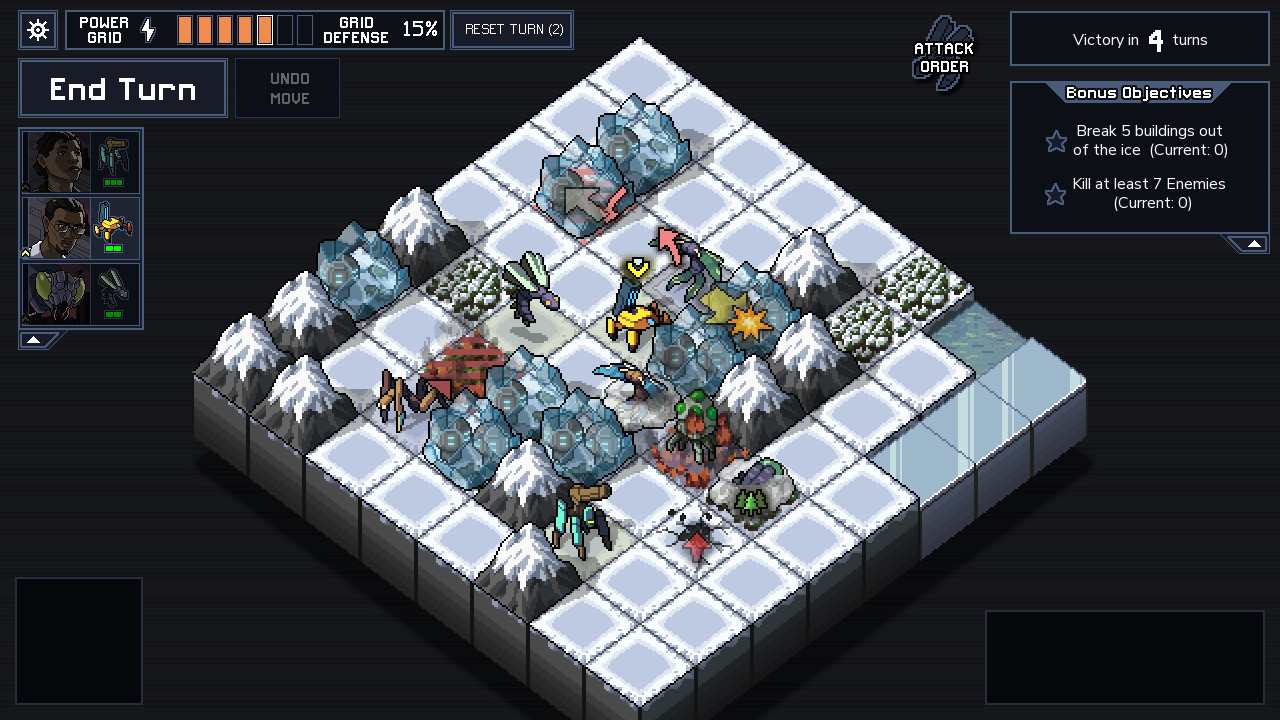 POWER
GRID
GRID
DEFENSE
15%
RESET TURN (2)
End Turn
UNDO
MOVE
ATTACK
ORDER
Victory in 4 turns
Bonus Objectives
Break 5 buildings out
of the ice (Current: 0)
Kill at least 7 Enemies
(Current: 0)